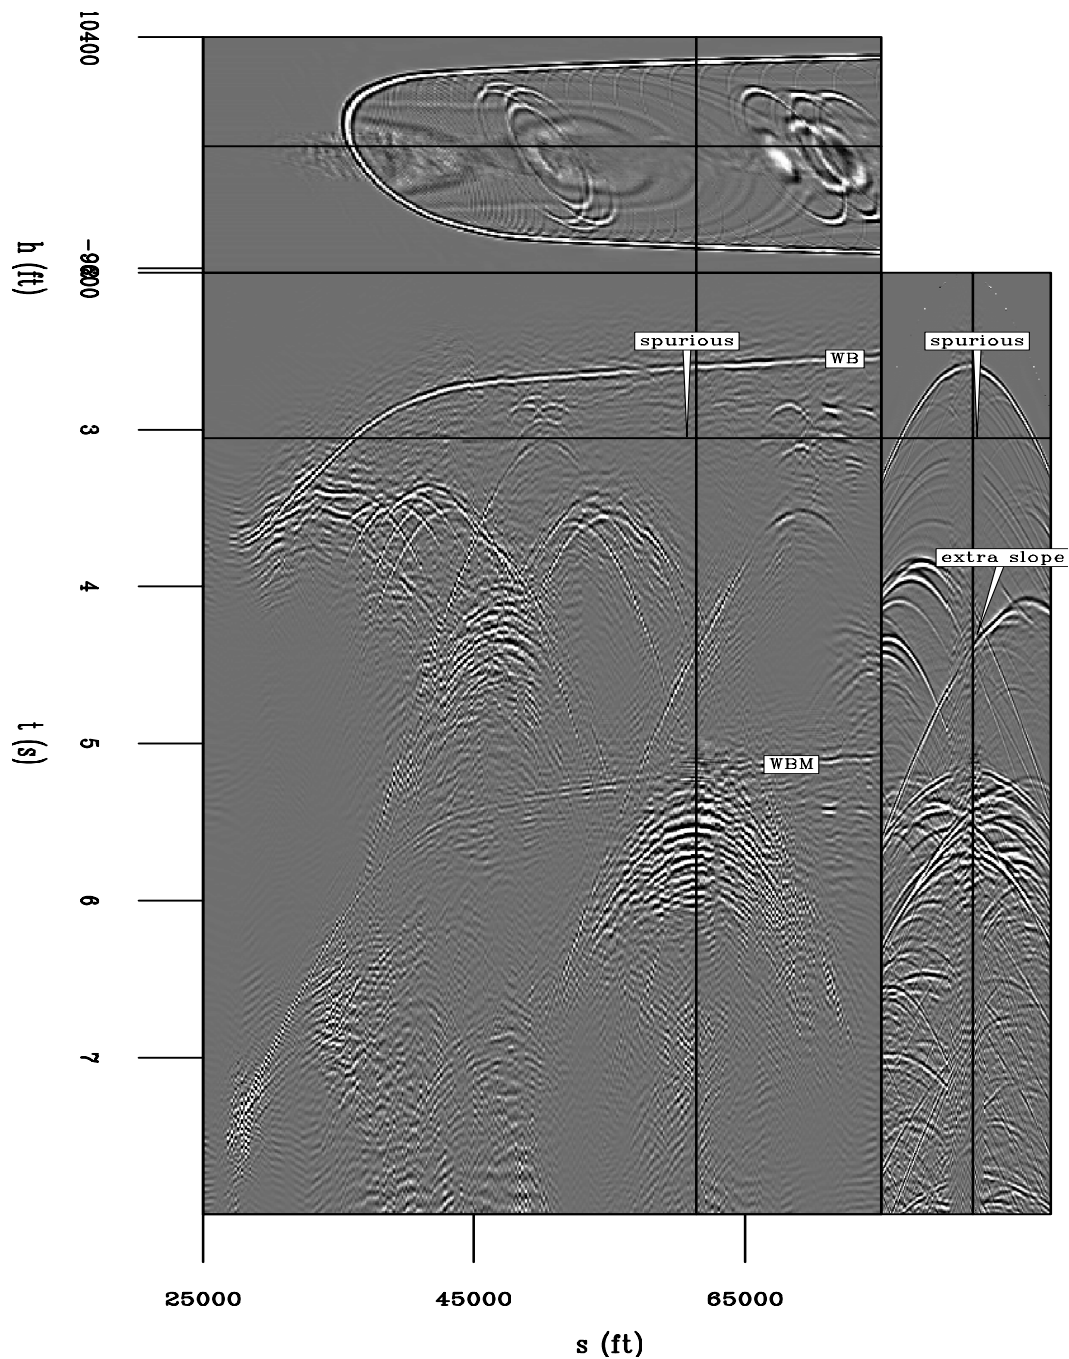 10400
h (ft)
spurious
spurious
WB
3
extra slope
4
t (s)
5
WBM
6
7
25000
45000
65000
s (ft)